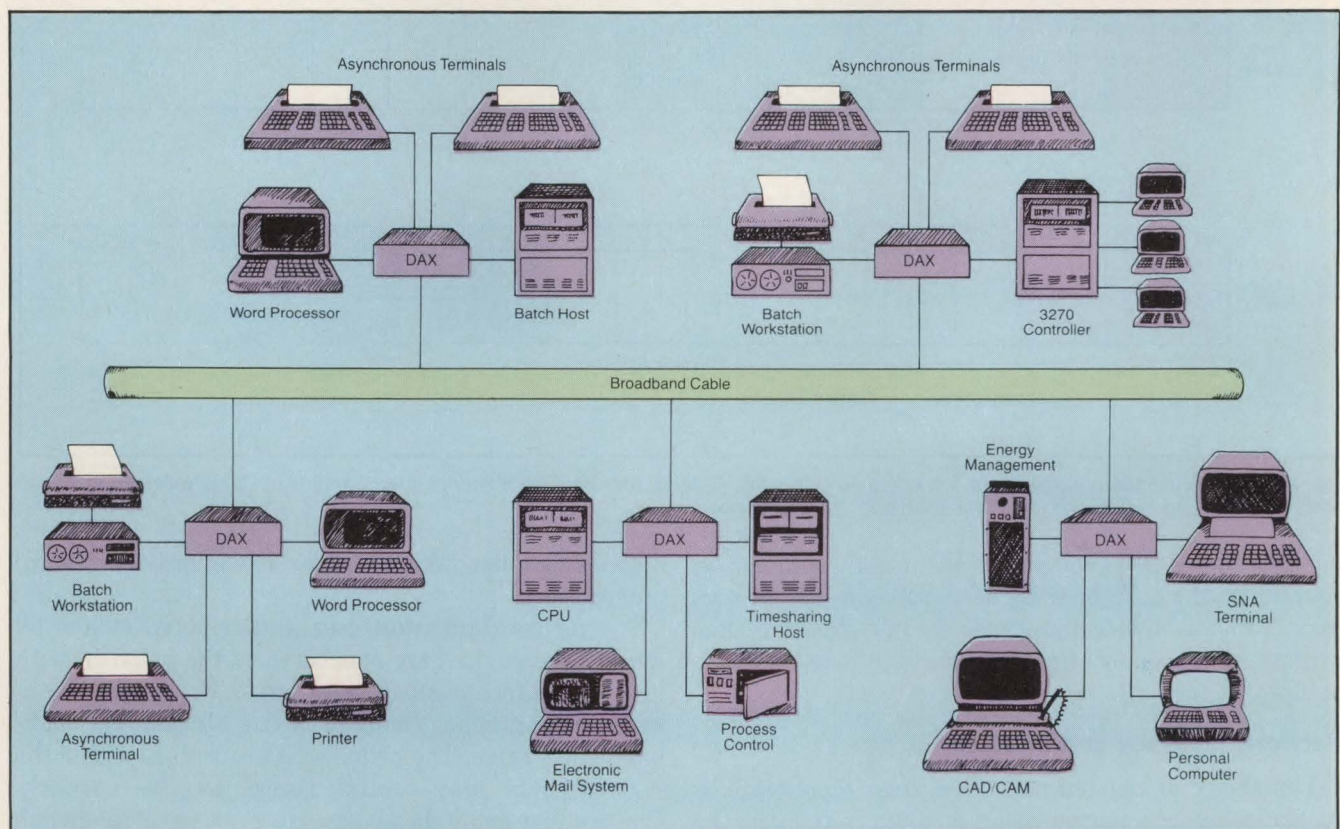 Asynchronous Terminals
Asynchronous Terminals
DAX
DAX
Word Processor
Batch Host
Batch
Workstation
3270
Controller
Broadband Cable
Energy
Management
DAX
DAX
DAX
Batch
Workstation
Word Processor
CPU
Timesharing
Host
SNA
Terminal
Asynchronous
Terminal
Printer
Electronic
Mail System
Process
Control
CAD/CAM
Personal
Computer